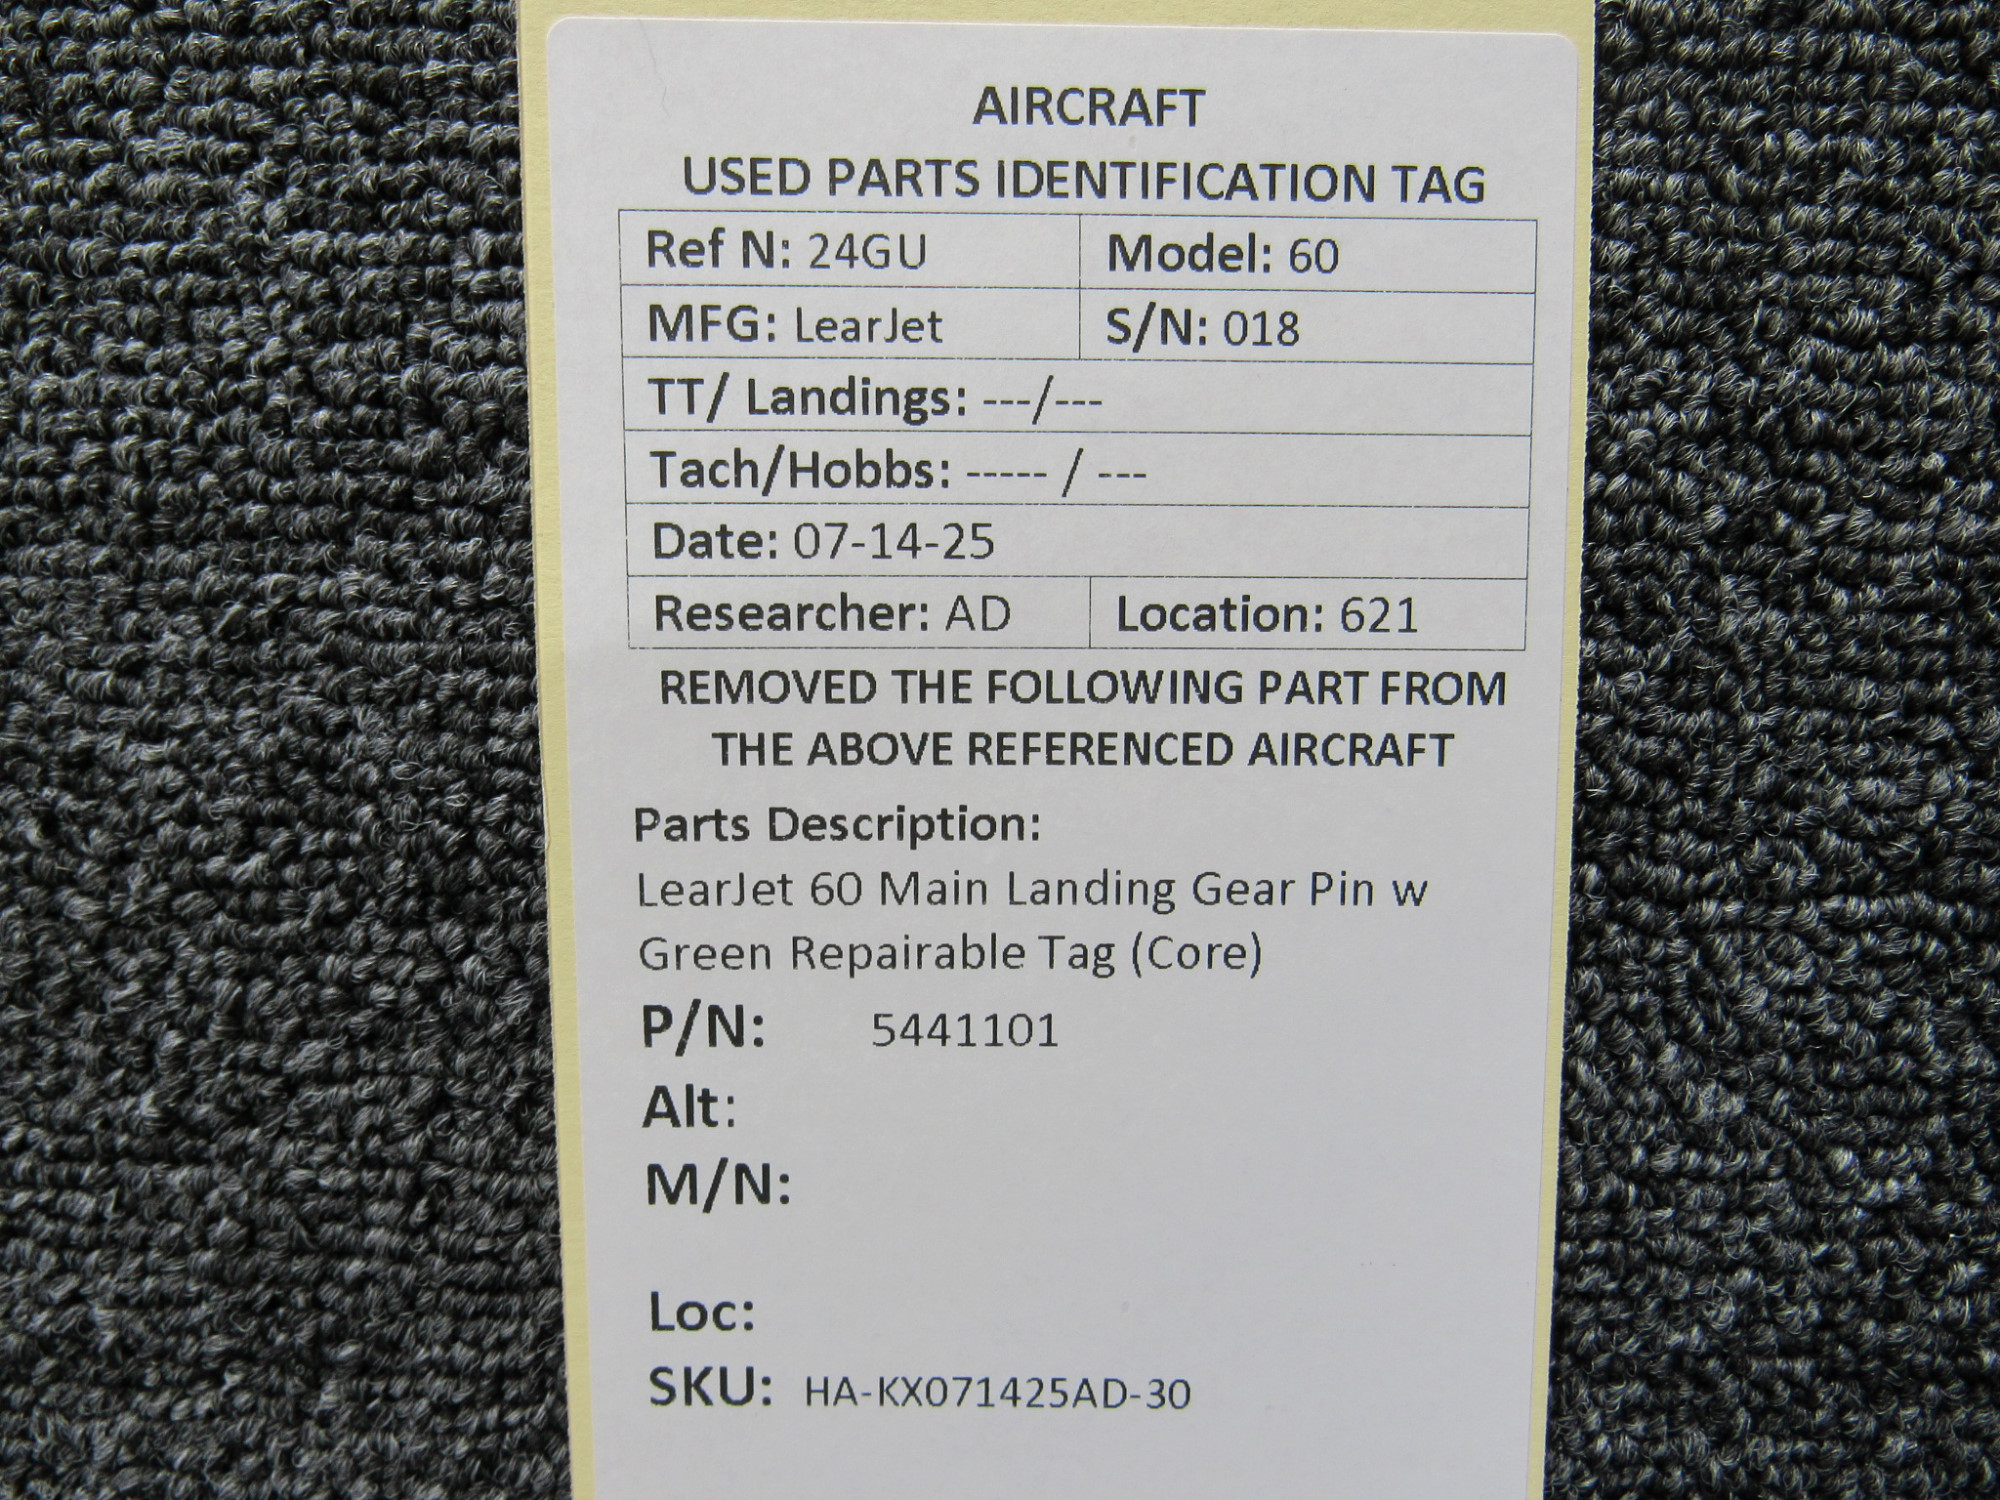 AIRCRAFT
USED PARTS IDENTIFICATION TAG
Ref N: 24GU Model: 60
MFG: LearJet S/N: 018
TT/ Landings: ---/---
Tach/Hobbs: ----- / ---
Date: 07-14-25
Researcher: AD Location: 621
REMOVED THE FOLLOWING PART FROM
THE ABOVE REFERENCED AIRCRAFT
Parts Description:
LearJet 60 Main Landing Gear Pin w
Green Repairable Tag (Core)
P/N: 5441101
Alt:
M/N:
Loc:
SKU: HA-KX071425AD-30